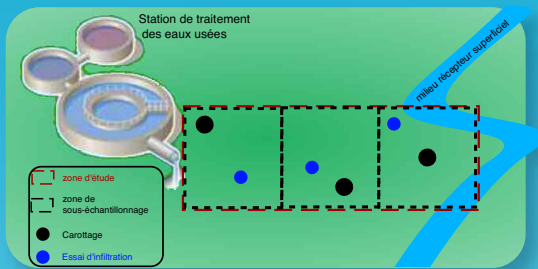 Station de traitement
des eaux usées
milieu récepteur superficiel
zone d'étude
zone de
sous-échantillonnage
Carottage
Essai d'infiltration